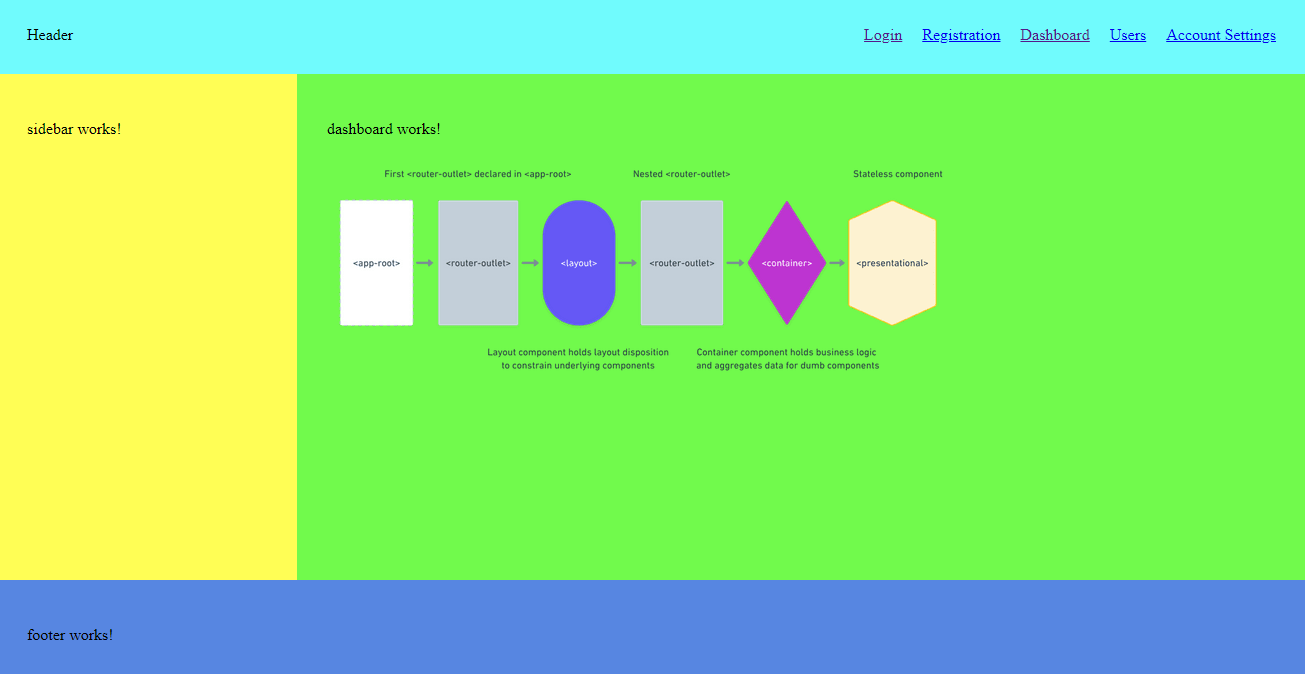 Header
Login Registration Dashboard Users Account Settings
sidebar works!
dashboard works!
First <router-outlet> declared in <app-root>
Nested <router-outlet>
Stateless component
<app-root>
<router-outlet>
<layout>
<router-outlet>
<container>
<presentational>
Layout component holds layout disposition
to constrain underlying components
Container component holds business logic
and aggregates data for dumb components
footer works!